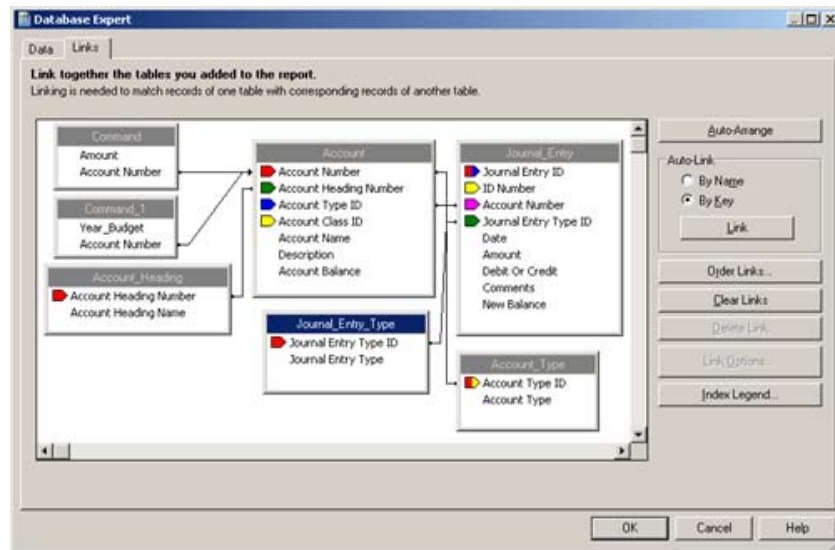 Database Expert
Data
Links
Link together the tables you added to the report.
Linking is needed to match records of one table with corresponding records of another table.
Command
Amount
Account Number
Command_1
Year_Budget
Account Number
Account_Heading
Account Heading Number
Account Heading Name
Account
Account Number
Account Heading Number
Account Type ID
Account Class ID
Account Name
Description
Account Balance
Journal_Entry_Type
Journal Entry Type ID
Journal Entry Type
Journal_Entry
Journal Entry ID
ID Number
Account Number
Journal Entry Type ID
Date
Amount
Debit Or Credit
Comments
New Balance
Account_Type
Account Type ID
Account Type
Auto-Arrange
Auto-Link
By Name
By Key
Link
Order Links...
Clear Links
Delete Link
Link Options...
Index Legend...
OK
Cancel
Help